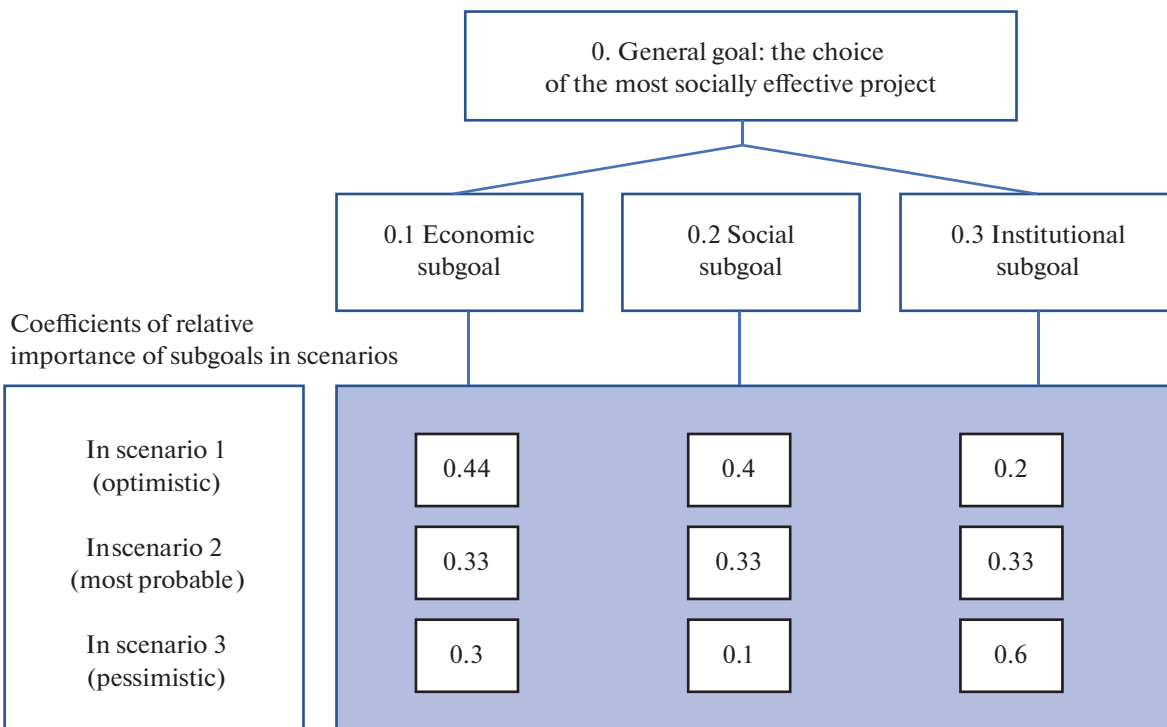 0. General goal: the choice
of the most socially effective project
0.1 Economic
subgoal
0.2 Social
subgoal
0.3 Institutional
subgoal
Coefficients of relative
importance of subgoals in scenarios
In scenario 1
(optimistic)
0.44
0.4
0.2
In scenario 2
(most probable)
0.33
0.33
0.33
In scenario 3
(pessimistic)
0.3
0.1
0.6